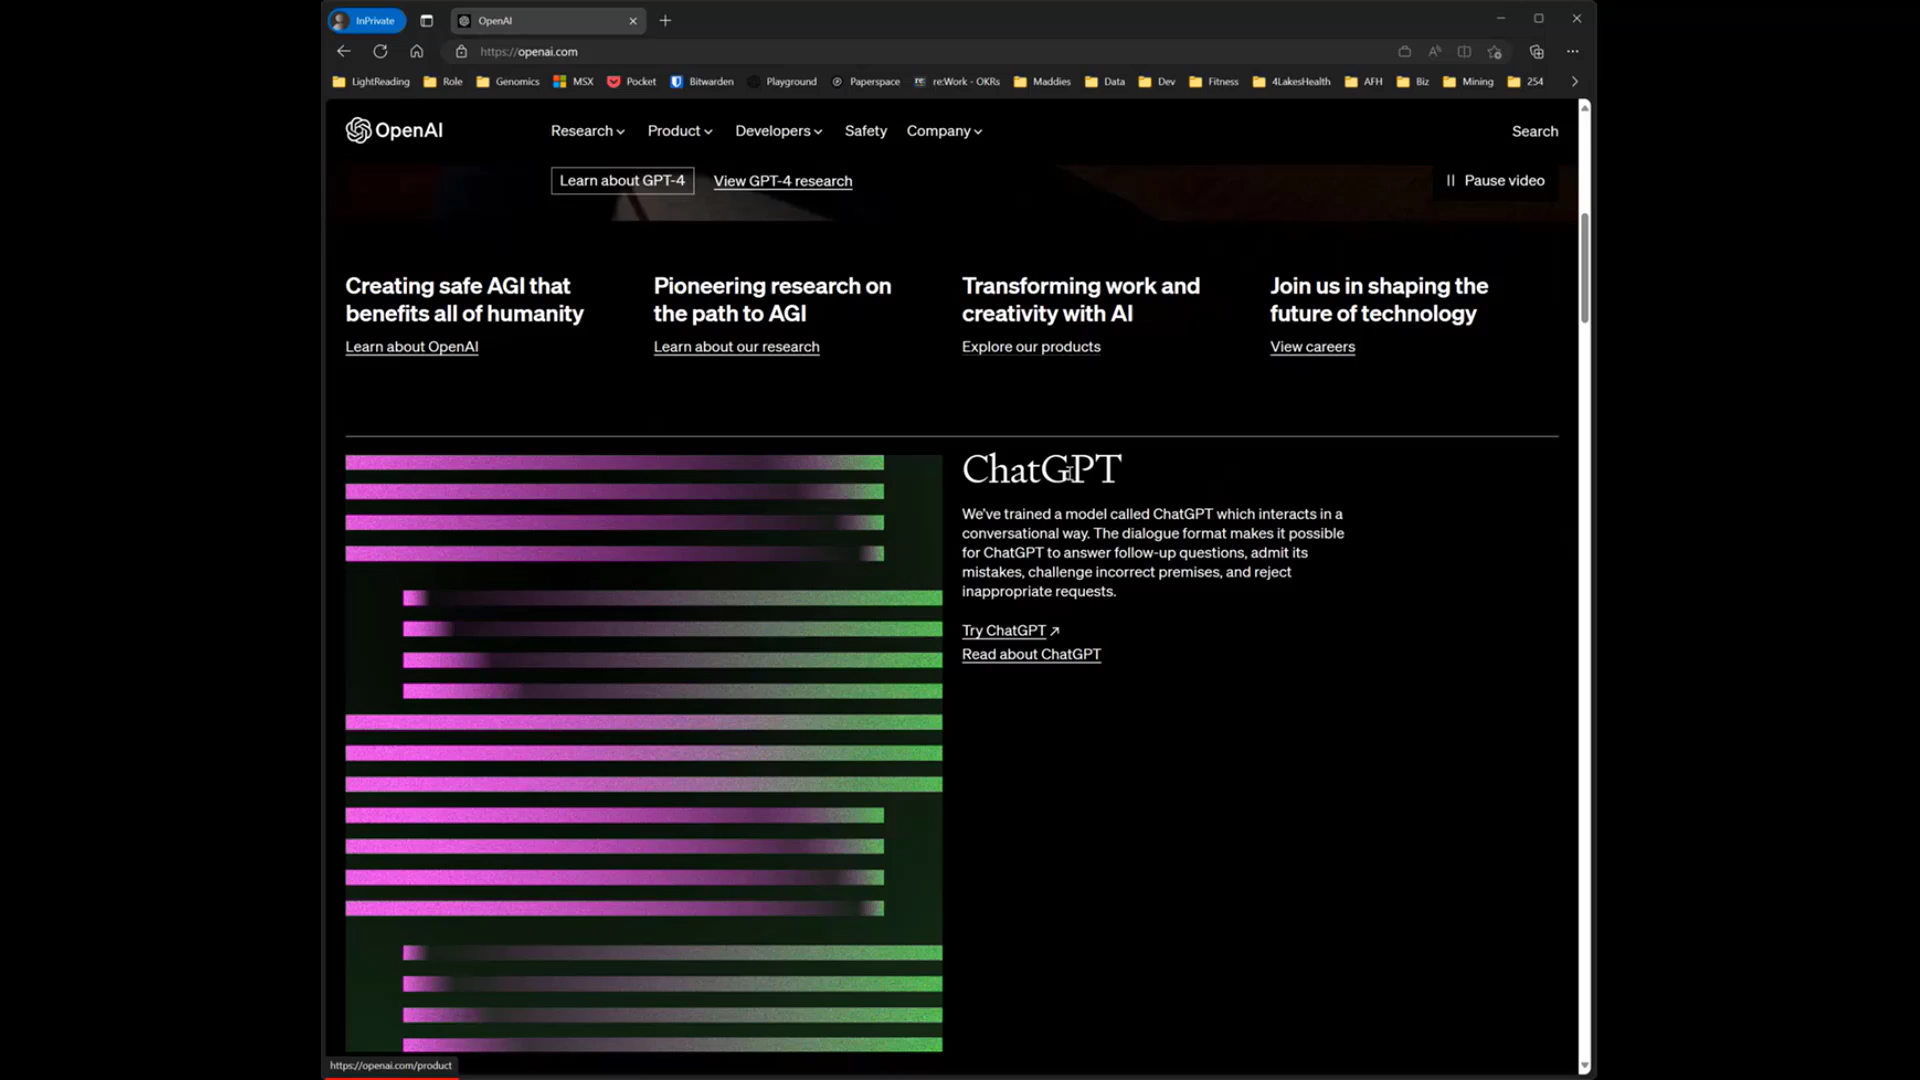 InPrivate
OpenAI
https://openai.com
LightReading Role Genomics MSX Pocket Bitwarden Playground Paperspace re:Work - OKRs Maddies Data Dev Fitness 4LakesHealth AFH Biz Mining 254
OpenAI Research Product Developers Safety Company Search
Learn about GPT-4 View GPT-4 research Pause video
Creating safe AGI that
benefits all of humanity
Learn about OpenAI
Pioneering research on
the path to AGI
Learn about our research
Transforming work and
creativity with AI
Explore our products
Join us in shaping the
future of technology
View careers
ChatGPT
We've trained a model called ChatGPT which interacts in a
conversational way. The dialogue format makes it possible
for ChatGPT to answer follow-up questions, admit its
mistakes, challenge incorrect premises, and reject
inappropriate requests.
Try ChatGPT ↗
Read about ChatGPT
https://openai.com/product